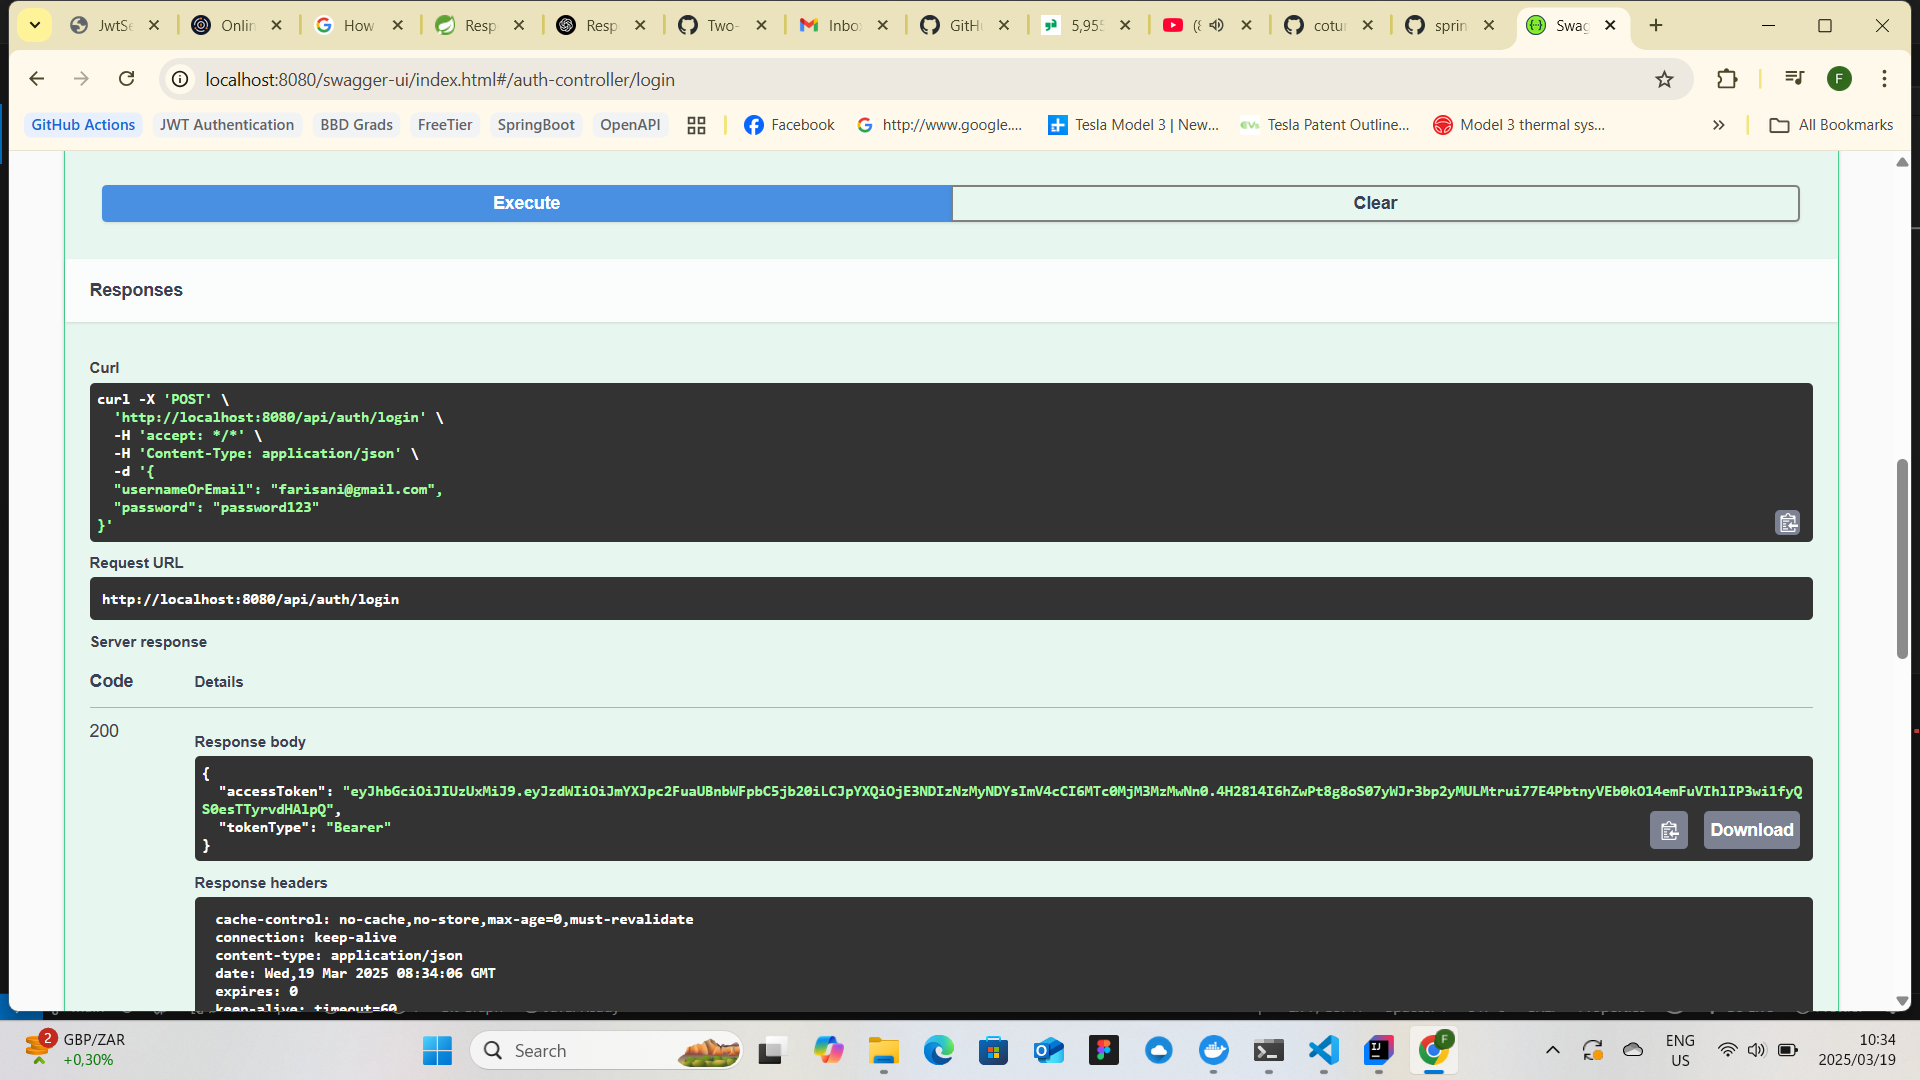 JwtSe
Onlin
How
Resp
Resp
Two-
Inbox
GitHu
5,955
(8
cotur
sprin
Swag
localhost:8080/swagger-ui/index.html#/auth-controller/login
F
GitHub Actions
JWT Authentication
BBD Grads
FreeTier
SpringBoot
OpenAPI
Facebook
http://www.google....
Tesla Model 3 | New...
Tesla Patent Outline...
Model 3 thermal sys...
All Bookmarks
Execute
Clear
Responses
Curl
curl -X 'POST' \
'http://localhost:8080/api/auth/login' \
-H 'accept: */*' \
-H 'Content-Type: application/json' \
-d '{
"usernameOrEmail": "farisani@gmail.com",
"password": "password123"
}'
Request URL
http://localhost:8080/api/auth/login
Server response
Code
Details
200
Response body
{
"accessToken": "eyJhbGciOiJIUzUxMiJ9.eyJzdWIiOiJmYXJpc2FuaUBnbWFpbC5jb20iLCJpYXQiOjE3NDIzNzMyNDYsImV4cCI6MTc0MjM3MzMwNn0.4H2814I6hZwPt8g8oS07yWJr3bp2yMULMtrui77E4PbtnyVEb0kO14emFuVIhlIP3wi1fyQ
S0esTTyrvdHAlpQ",
"tokenType": "Bearer"
}
Download
Response headers
cache-control: no-cache,no-store,max-age=0,must-revalidate
connection: keep-alive
content-type: application/json
date: Wed,19 Mar 2025 08:34:06 GMT
expires: 0
keep-alive: timeout=60
2
GBP/ZAR
+0,30%
Search
ENG
US
10:34
2025/03/19